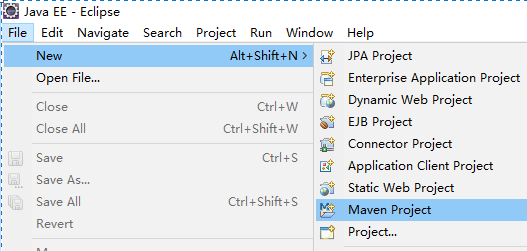 Java EE - Eclipse
File Edit Navigate Search Project Run Window Help
New Alt+Shift+N >
Open File...
Close Ctrl+W
Close All Ctrl+Shift+W
Save Ctrl+S
Save As...
Save All Ctrl+Shift+S
Revert
JPA Project
Enterprise Application Project
Dynamic Web Project
EJB Project
Connector Project
Application Client Project
Static Web Project
Maven Project
Project...